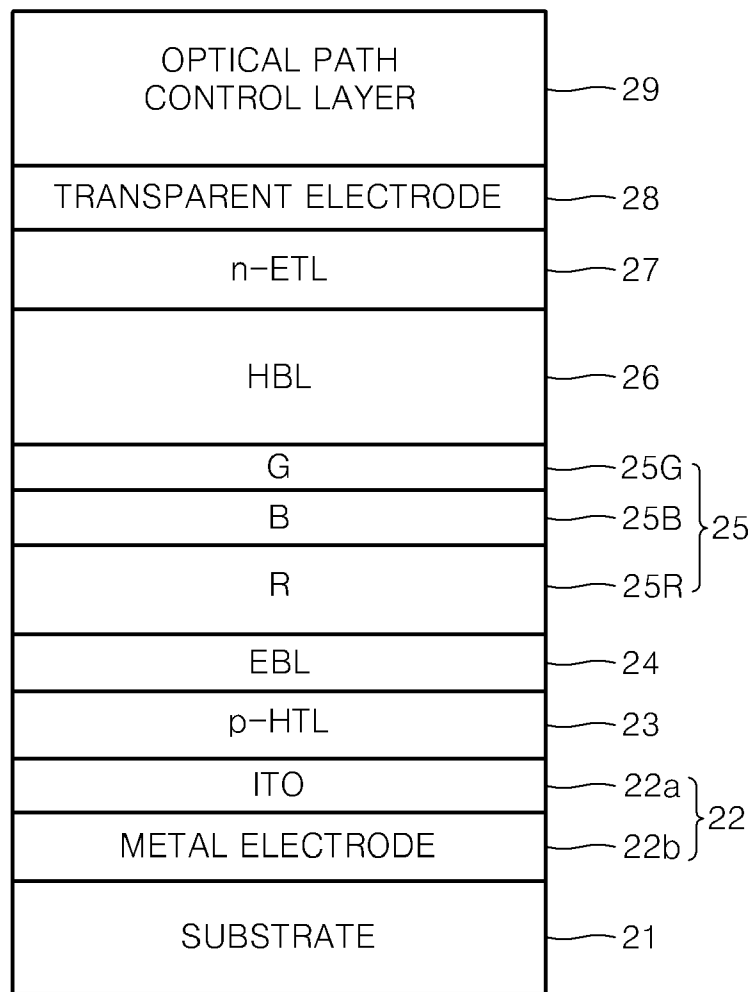 OPTICAL PATH
CONTROL LAYER
29
TRANSPARENT ELECTRODE
28
n-ETL
27
HBL
26
G
25G
B
25B
25
R
25R
EBL
24
p-HTL
23
ITO
22a
22
METAL ELECTRODE
22b
SUBSTRATE
21